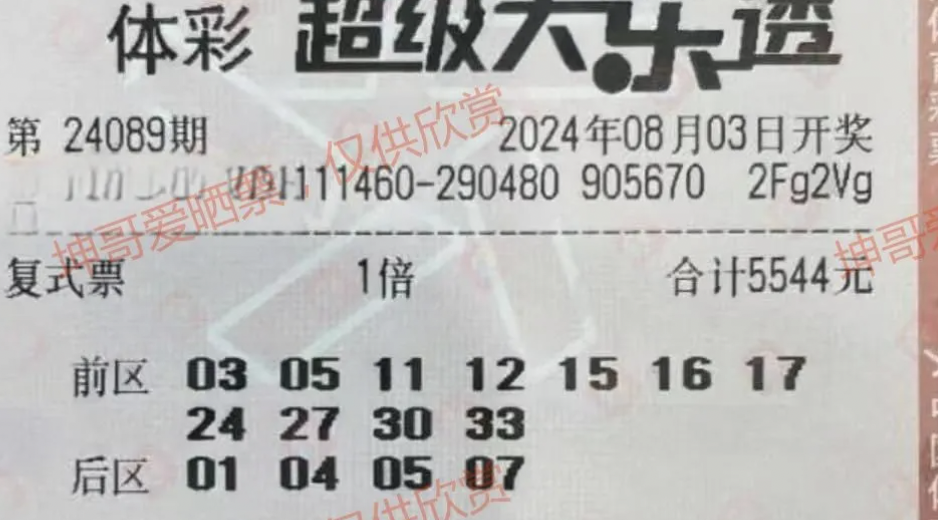 体彩 超级大乐透
第 24089期 2024年08月03日开奖
111460-290480 905670 2Fg2Vg
复式票 1倍 合计5544元
前区 03 05 11 12 15 16 17
24 27 30 33
后区 01 04 05 07
坤哥爱晒票，仅供欣赏
坤哥爱晒
仅供欣赏